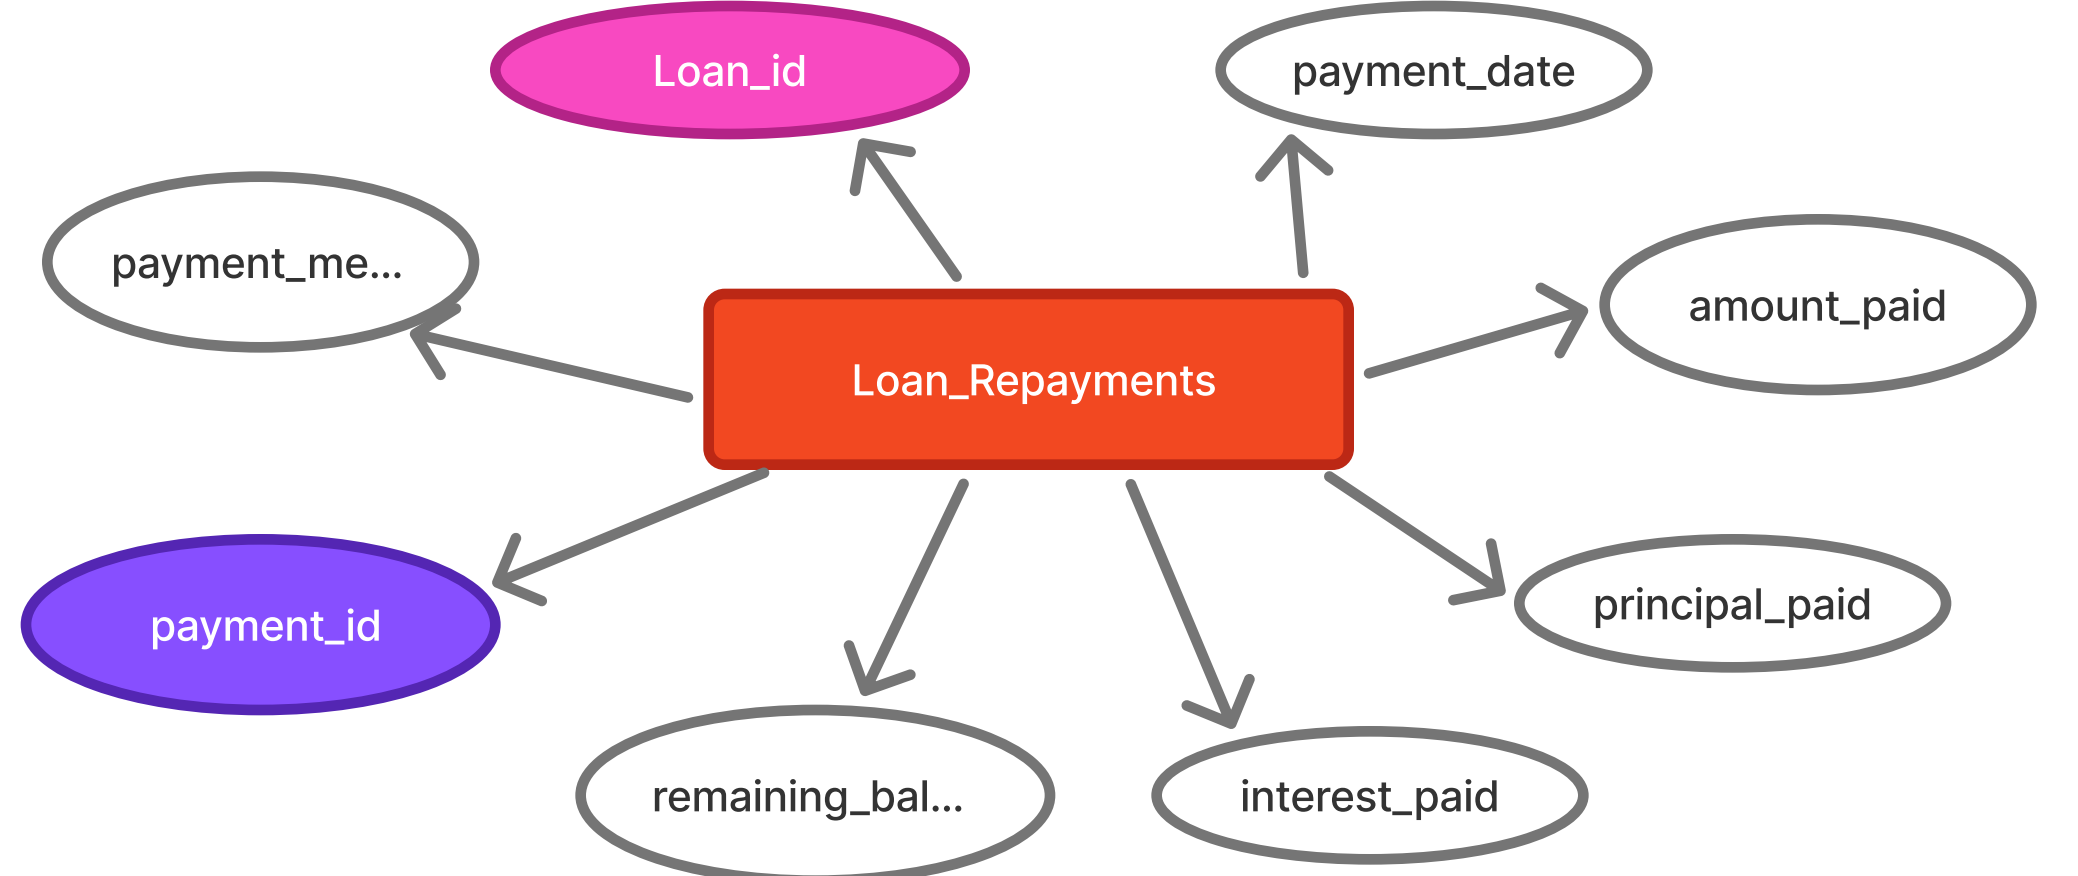 Loan_id
payment_date
payment_me...
amount_paid
Loan_Repayments
payment_id
principal_paid
remaining_bal...
interest_paid